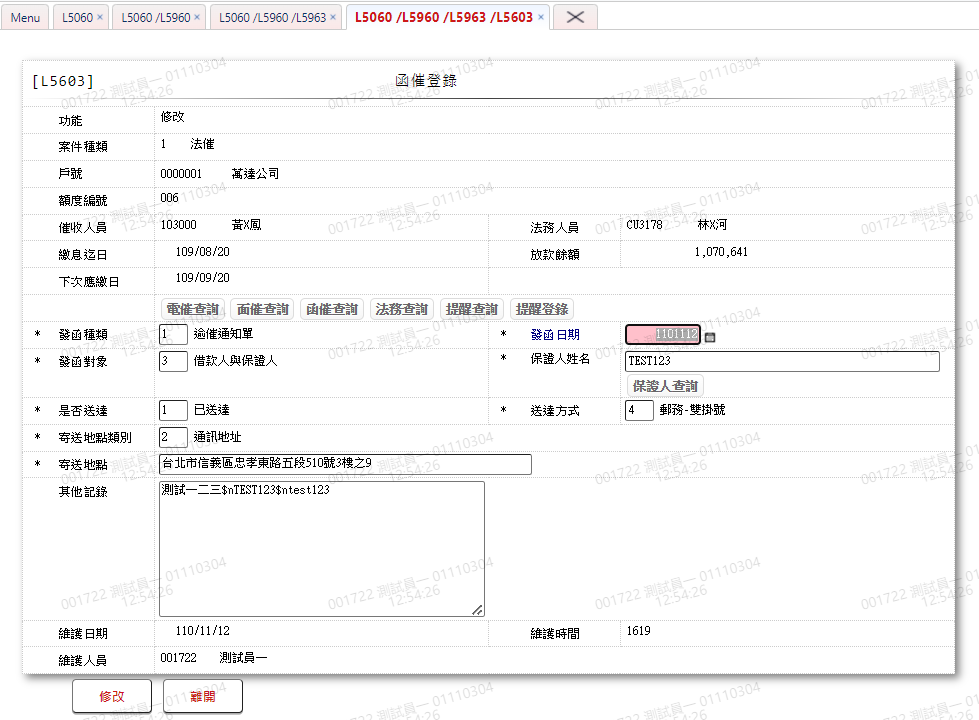 Menu L5060 × L5060 /L5960 × L5060 /L5960 /L5963 × L5060 /L5960 /L5963 /L5603 ×
[L5603] 函催登錄
功能 修改
案件種類 1 法催
戶號 0000001 萬達公司
額度編號 006
催收人員 103000 黃X鳳 法務人員 CU3178 林X河
繳息迄日 109/08/20 放款餘額 1,070,641
下次應繳日 109/09/20
電催查詢 面催查詢 函催查詢 法務查詢 提醒查詢 提醒登錄
* 發函種類 1 逾催通知單 * 發函日期 1101112
* 發函對象 3 借款人與保證人 * 保證人姓名 TEST123
保證人查詢
* 是否送達 1 已送達 * 送達方式 4 郵務-雙掛號
* 寄送地點類別 2 通訊地址
* 寄送地點 台北市信義區忠孝東路五段510號3樓之9
其他記錄 測試一二三$nTEST123$ntest123
維護日期 110/11/12 維護時間 1619
維護人員 001722 測試員一
修改 離開
001722 測試員一 01110304
12:54:26